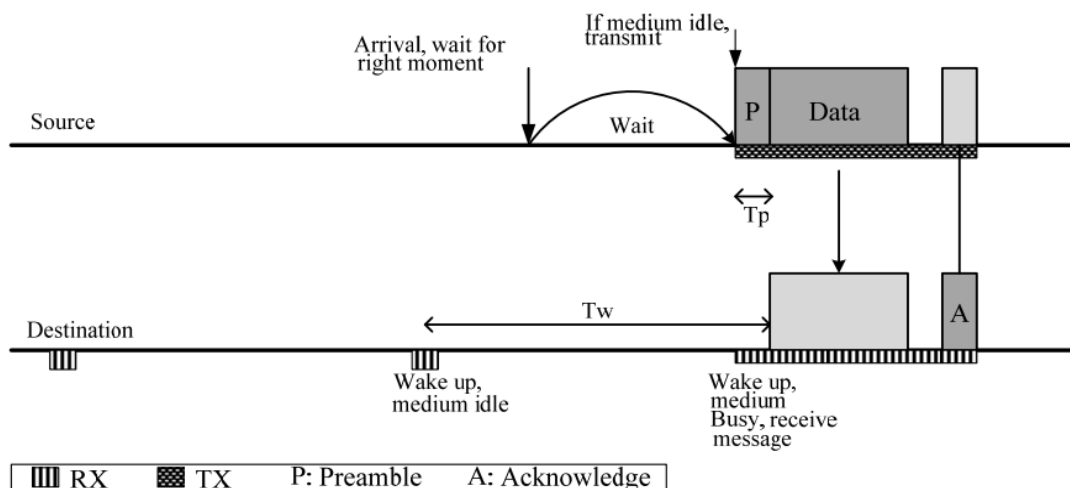 If medium idle,
transmit
Arrival, wait for
right moment
P
Data
Source
Wait
Tp
Tw
A
Destination
Wake up,
medium idle
Wake up,
medium
Busy, receive
message
RX TX P: Preamble A: Acknowledge